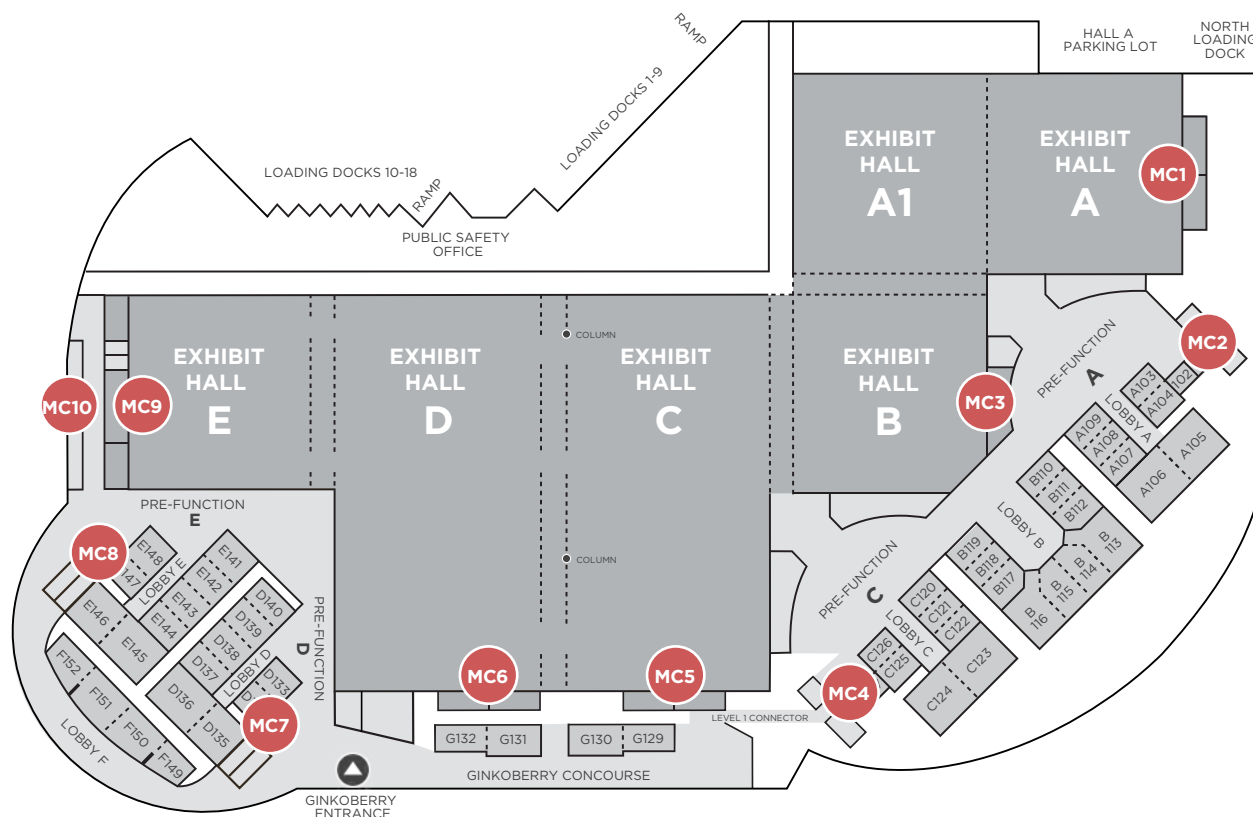 RAMP
HALL A
PARKING LOT
NORTH
LOADING
DOCK
LOADING DOCKS 1-9
LOADING DOCKS 10-18
RAMP
PUBLIC SAFETY
OFFICE
EXHIBIT
HALL
A1
EXHIBIT
HALL
A
MC1
EXHIBIT
HALL
E
EXHIBIT
HALL
D
COLUMN
EXHIBIT
HALL
C
EXHIBIT
HALL
B
MC10
MC9
MC3
MC2
PRE-FUNCTION
A
A103
A104
102
LOBBY A
A109
A108
A107
A106
A105
B110
B111
B112
LOBBY B
B
113
B
114
B
115
B
116
B119
B118
B117
PRE-FUNCTION
C
C120
C121
C122
LOBBY C
C123
C124
C126
C125
MC4
COLUMN
PRE-FUNCTION
E
MC8
E148
147
LOBBY E
E141
E142
E143
E144
E146
E145
PRE-FUNCTION
D
D140
D139
D138
D137
LOBBY D
D133
D136
D135
MC7
F152
F151
F150
F149
LOBBY F
MC6
MC5
LEVEL 1 CONNECTOR
G132
G131
G130
G129
GINKOBERRY CONCOURSE
GINKOBERRY
ENTRANCE